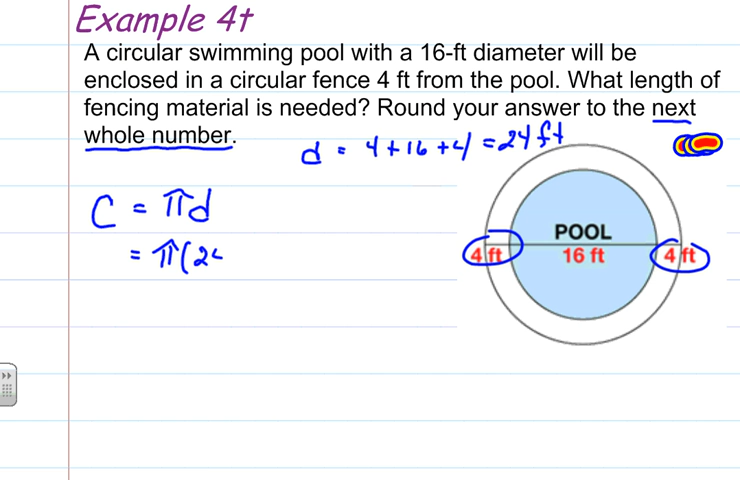 Example 4t
A circular swimming pool with a 16-ft diameter will be
enclosed in a circular fence 4 ft from the pool. What length of
fencing material is needed? Round your answer to the next
whole number.
d = 4 + 16 + 4 = 24 ft
C = πd
= π(24
POOL
4 ft 16 ft 4 ft